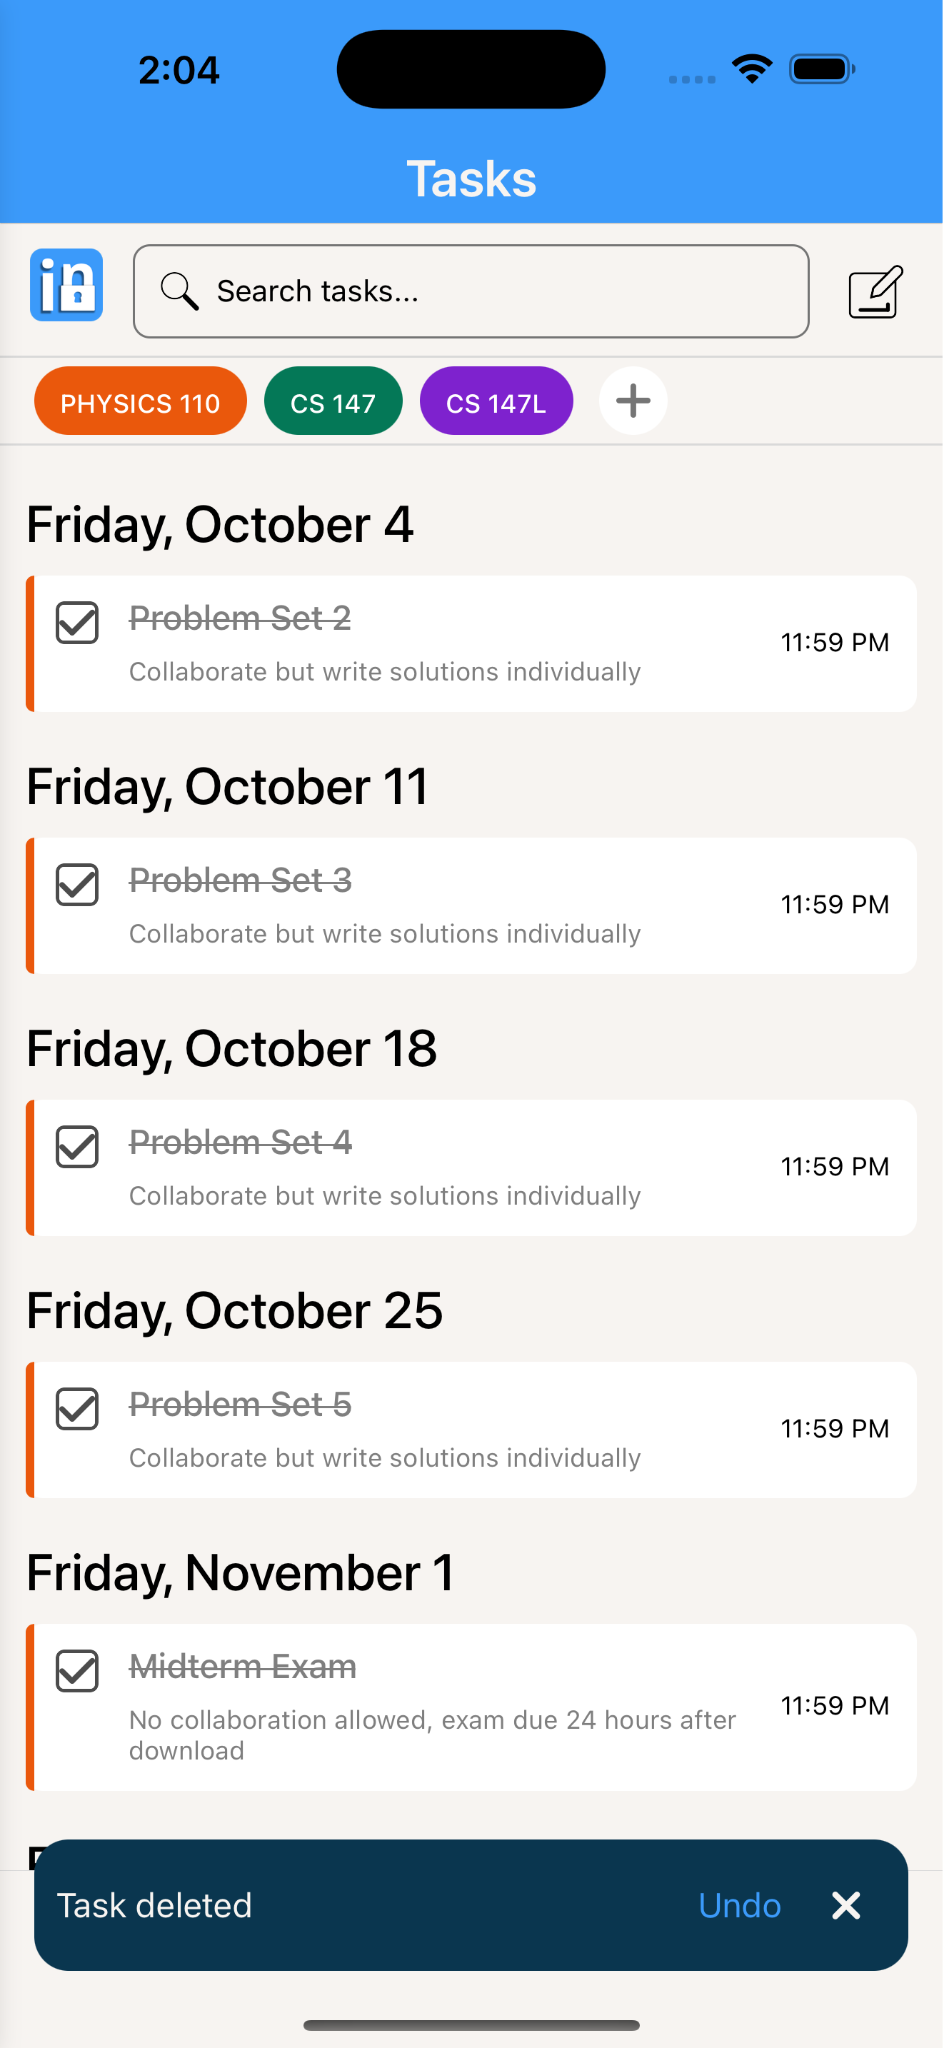 2:04
Tasks
in
Search tasks...
PHYSICS 110 CS 147 CS 147L
Friday, October 4
Problem Set 2
11:59 PM
Collaborate but write solutions individually
Friday, October 11
Problem Set 3
11:59 PM
Collaborate but write solutions individually
Friday, October 18
Problem Set 4
11:59 PM
Collaborate but write solutions individually
Friday, October 25
Problem Set 5
11:59 PM
Collaborate but write solutions individually
Friday, November 1
Midterm Exam
11:59 PM
No collaboration allowed, exam due 24 hours after
download
Task deleted Undo